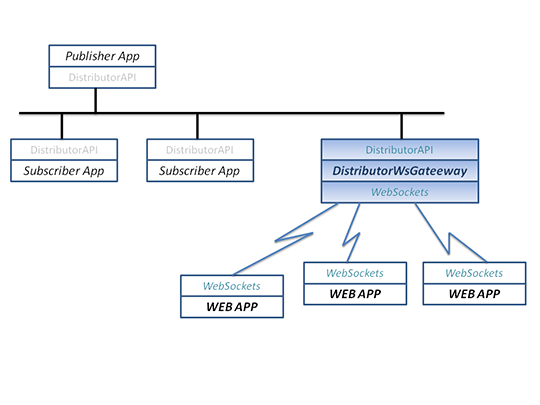 Publisher App
DistributorAPI
DistributorAPI
Subscriber App
DistributorAPI
Subscriber App
DistributorAPI
DistributorWsGateeway
WebSockets
WebSockets
WEB APP
WebSockets
WEB APP
WebSockets
WEB APP